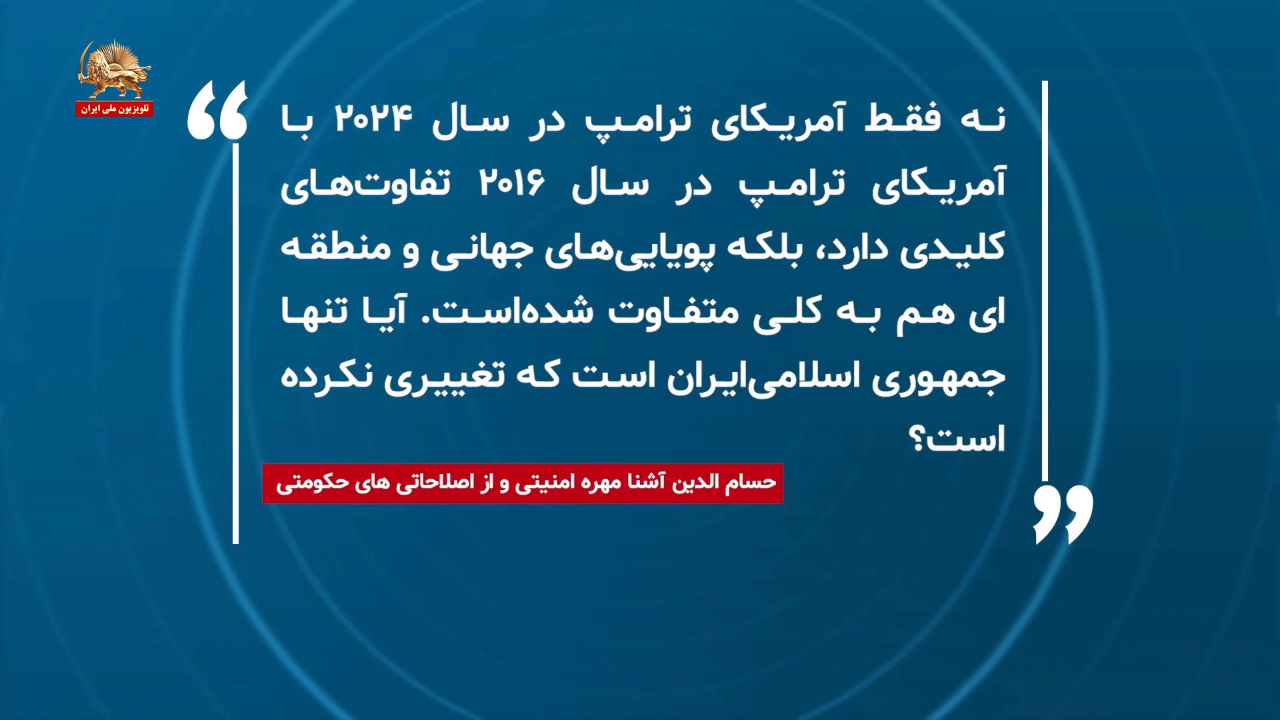 تلویزیون ملی ایران
نه فقط آمریکای ترامپ در سال ۲۰۲۴ با
آمریکای ترامپ در سال ۲۰۱۶ تفاوت‌های
کلیدی دارد، بلکه پویایی‌های جهانی و منطقه
ای هم به کلی متفاوت شده‌است. آیا تنها
جمهوری اسلامی‌ایران است که تغییری نکرده
است؟
حسام الدین آشنا مهره امنیتی و از اصلاحاتی های حکومتی